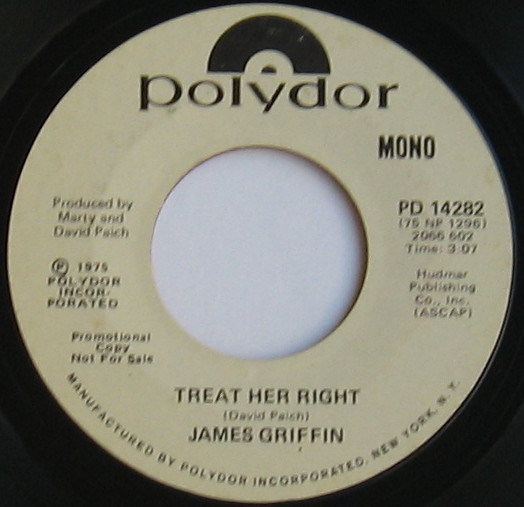 polydor
MONO
Produced by
Marty and
David Paich
℗ 1975
POLYDOR
INCOR-
PORATED
Promotional
Copy
Not For Sale
PD 14282
(75 NP 1296)
2066 602
Time: 3:07
Hudmar
Publishing
Co., Inc.
(ASCAP)
TREAT HER RIGHT
(David Paich)
JAMES GRIFFIN
MANUFACTURED BY POLYDOR INCORPORATED, NEW YORK, N.Y.